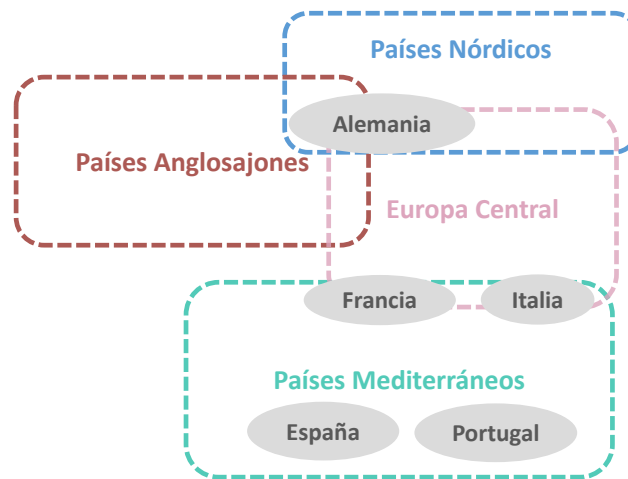 Países Nórdicos
Alemania
Países Anglosajones
Europa Central
Francia
Italia
Países Mediterráneos
España
Portugal